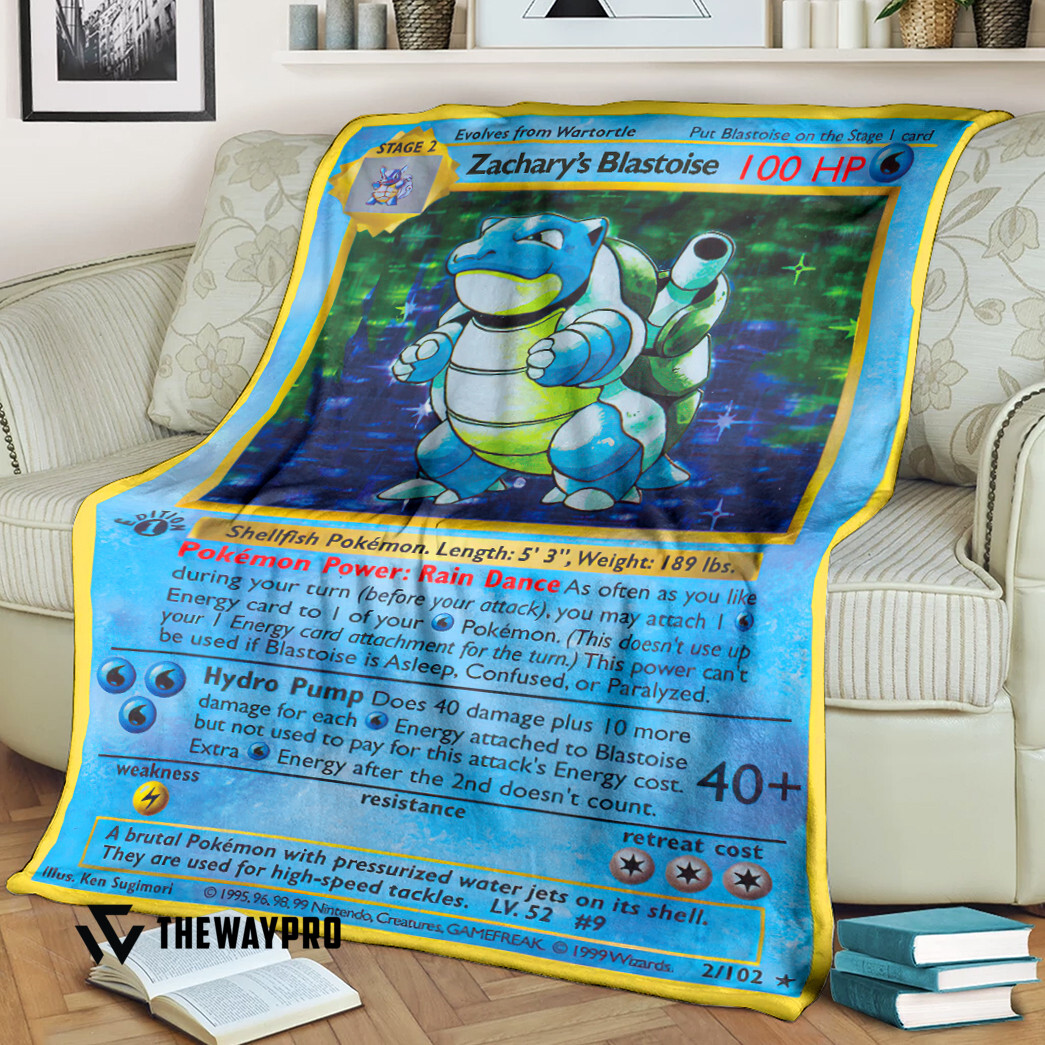 Evolves from Wartortle Put Blastoise on the Stage 1 card
STAGE 2
Zachary's Blastoise 100 HP
EDITION
1
Shellfish Pokémon. Length: 5' 3", Weight: 189 lbs.
Pokémon Power: Rain Dance As often as you like
during your turn (before your attack), you may attach 1
Energy card to 1 of your Pokémon. (This doesn't use up
your 1 Energy card attachment for the turn.) This power can't
be used if Blastoise is Asleep, Confused, or Paralyzed.
Hydro Pump Does 40 damage plus 10 more
damage for each Energy attached to Blastoise
but not used to pay for this attack's Energy cost.
Extra Energy after the 2nd doesn't count.
40+
weakness
resistance
retreat cost
A brutal Pokémon with pressurized water jets on its shell.
They are used for high-speed tackles. LV. 52 #9
Illus. Ken Sugimori
© 1995, 96, 98, 99 Nintendo, Creatures, GAMEFREAK. © 1999 Wizards.
2/102 ★
THEWAYPRO